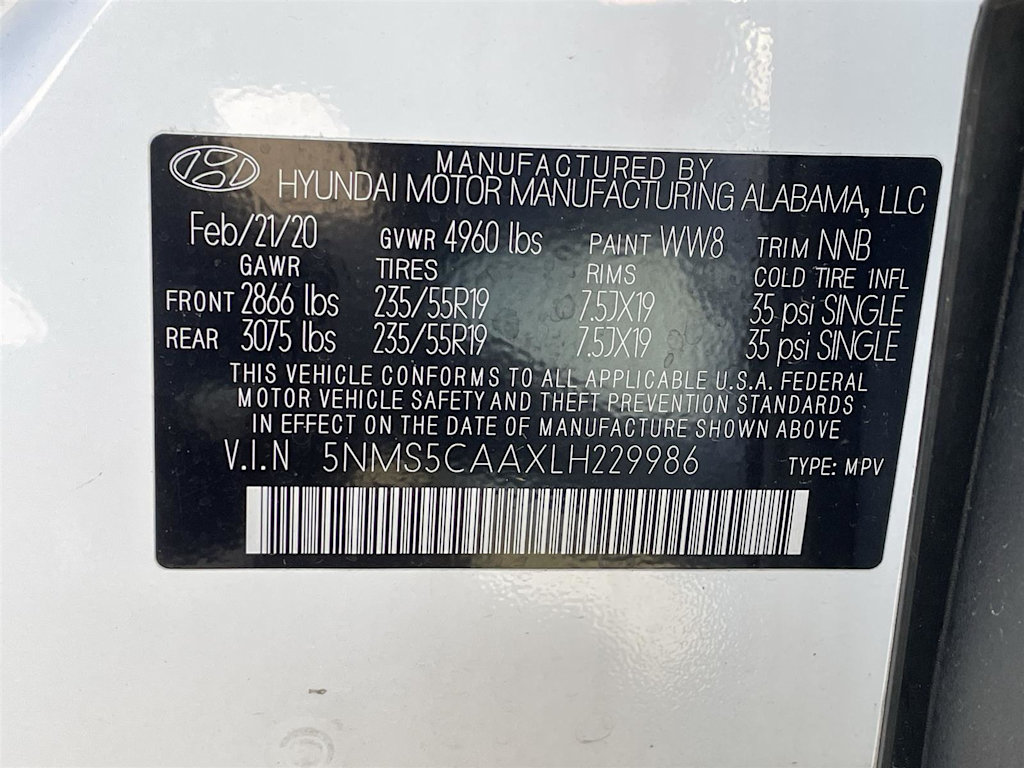 MANUFACTURED BY
HYUNDAI MOTOR MANUFACTURING ALABAMA, LLC
Feb/21/20 GVWR 4960 lbs PAINT WW8 TRIM NNB
GAWR TIRES RIMS COLD TIRE INFL
FRONT 2866 lbs 235/55R19 7.5JX19 35 psi SINGLE
REAR 3075 lbs 235/55R19 7.5JX19 35 psi SINGLE
THIS VEHICLE CONFORMS TO ALL APPLICABLE U.S.A. FEDERAL
MOTOR VEHICLE SAFETY AND THEFT PREVENTION STANDARDS
IN EFFECT ON THE DATE OF MANUFACTURE SHOWN ABOVE
V.I.N 5NMS5CAAXLH229986 TYPE: MPV